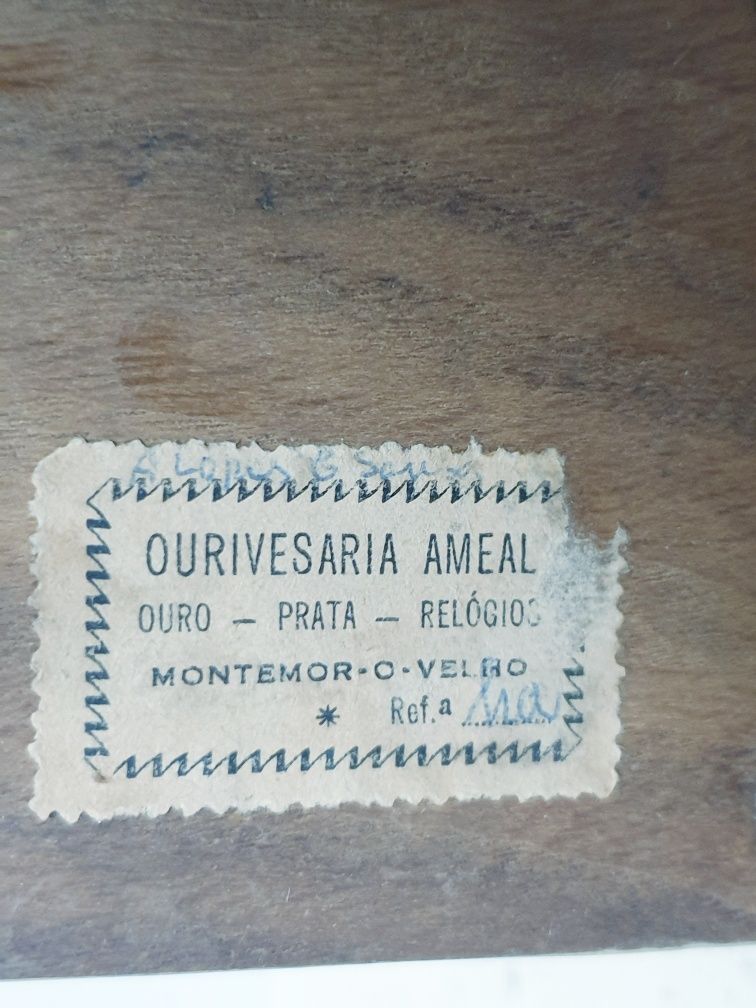 OURIVESARIA AMEAL
OURO — PRATA — RELÓGIOS
MONTEMOR-O-VELHO
* Ref.ª